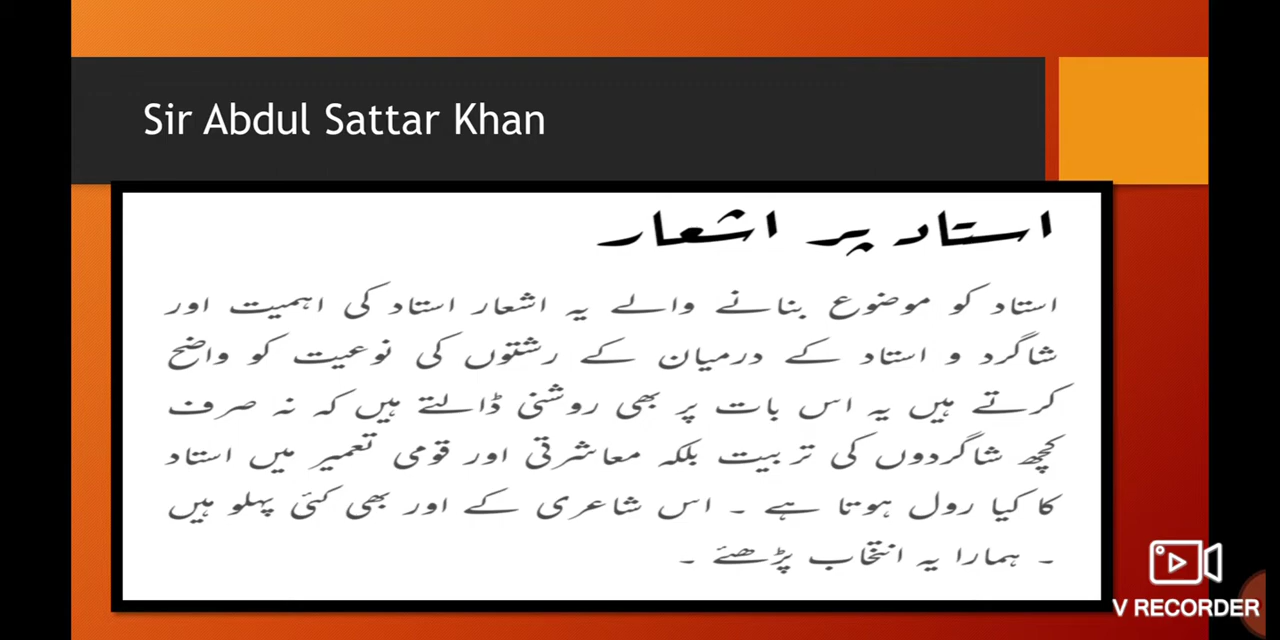 Sir Abdul Sattar Khan
استاد پر اشعار
استاد کو موضوع بنانے والے یہ اشعار استاد کی اہمیت اور
شاگرد و استاد کے درمیان کے رشتوں کی نوعیت کو واضح
کرتے ہیں یہ اس بات پر بھی روشنی ڈالتے ہیں کہ نہ صرف
کچھ شاگردوں کی تربیت بلکہ معاشرتی اور قومی تعمیر میں استاد
کا کیا رول ہوتا ہے ۔ اس شاعری کے اور بھی کئی پہلو ہیں
۔ ہمارا یہ انتخاب پڑھئے ۔
V RECORDER